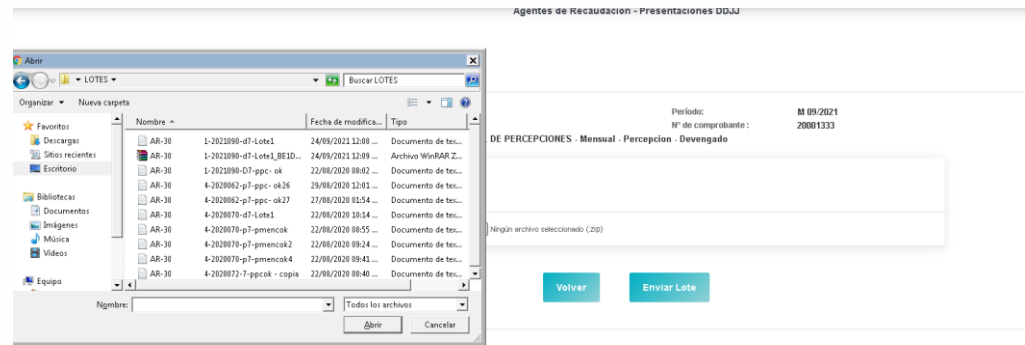 Agentes de Recaudación - Presentaciones DDJJ
Abrir
LOTES
Buscar LOTES
Organizar
Nueva carpeta
Favoritos
Descargas
Sitios recientes
Escritorio
Bibliotecas
Documentos
Imágenes
Música
Vídeos
Equipo
Nombre Fecha de modifica... Tipo
AR-30 1-2021090-d7-Lote1 24/09/2021 12:08 ... Documento de tex...
AR-30 1-2021090-d7-Lote1_BE1D... 24/09/2021 12:09 ... Archivo WinRAR Z...
AR-30 1-2021090-D7-ppc- ok 22/08/2020 08:02 ... Documento de tex...
AR-30 4-2020062-p7-ppc- ok26 29/08/2020 12:01 ... Documento de tex...
AR-30 4-2020062-p7-ppc- ok27 27/08/2020 01:54 ... Documento de tex...
AR-30 4-2020070-d7-Lote1 22/08/2020 10:14 ... Documento de tex...
AR-30 4-2020070-p7-pmencok 22/08/2020 08:55 ... Documento de tex...
AR-30 4-2020070-p7-pmencok2 22/08/2020 09:24 ... Documento de tex...
AR-30 4-2020070-p7-pmencok4 22/08/2020 09:41 ... Documento de tex...
AR-30 4-2020072-7-ppcok - copia 22/08/2020 08:40 ... Documento de tex...
Nombre:
Todos los archivos
Abrir
Cancelar
Período: M 09/2021
N° de comprobante : 20001333
DE PERCEPCIONES - Mensual - Percepcion - Devengado
Ningún archivo seleccionado (.zip)
Volver
Enviar Lote